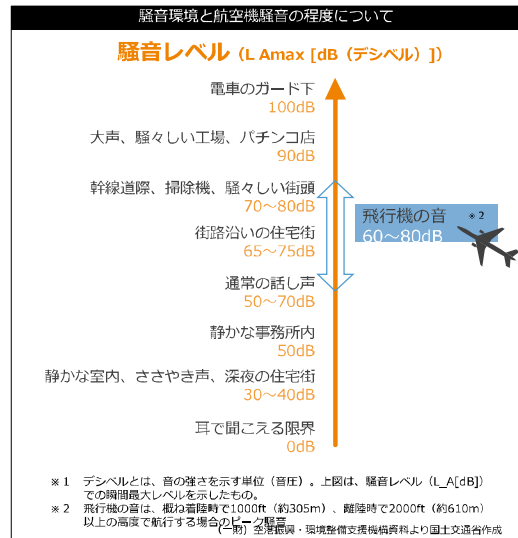 騒音環境と航空機騒音の程度について
騒音レベル（L Amax [dB（デシベル）]）
電車のガード下
100dB
大声、騒々しい工場、パチンコ店
90dB
幹線道際、掃除機、騒々しい街頭
70～80dB
飛行機の音 ※2
60～80dB
街路沿いの住宅街
65～75dB
通常の話し声
50～70dB
静かな事務所内
50dB
静かな室内、ささやき声、深夜の住宅街
30～40dB
耳で聞こえる限界
0dB
※1 デシベルとは、音の強さを示す単位（音圧）。上図は、騒音レベル（L_A[dB]）
での瞬間最大レベルを示したもの。
※2 飛行機の音は、概ね着陸時で1000ft（約305m）、離陸時で2000ft（約610m）
以上の高度で航行する場合のピーク騒音
（一財）空港振興・環境整備支援機構資料より国土交通省作成